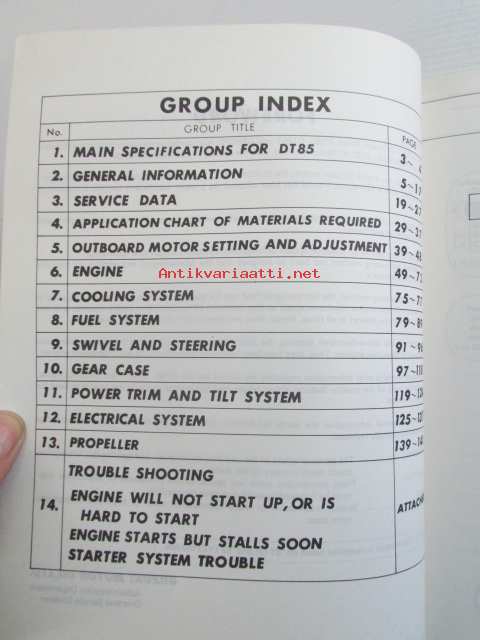 GROUP INDEX
No. GROUP TITLE PAGE
1. MAIN SPECIFICATIONS FOR DT85 3~
2. GENERAL INFORMATION 5~1
3. SERVICE DATA 19~2
4. APPLICATION CHART OF MATERIALS REQUIRED 29~3
5. OUTBOARD MOTOR SETTING AND ADJUSTMENT 39~4
6. ENGINE 49~7
Antikvariaatti.net
7. COOLING SYSTEM 75~7
8. FUEL SYSTEM 79~8
9. SWIVEL AND STEERING 91~9
10. GEAR CASE 97~11
11. POWER TRIM AND TILT SYSTEM 119~12
12. ELECTRICAL SYSTEM 125~13
13. PROPELLER 139~14
TROUBLE SHOOTING
14. ENGINE WILL NOT START UP, OR IS ATTACH
HARD TO START
ENGINE STARTS BUT STALLS SOON
STARTER SYSTEM TROUBLE